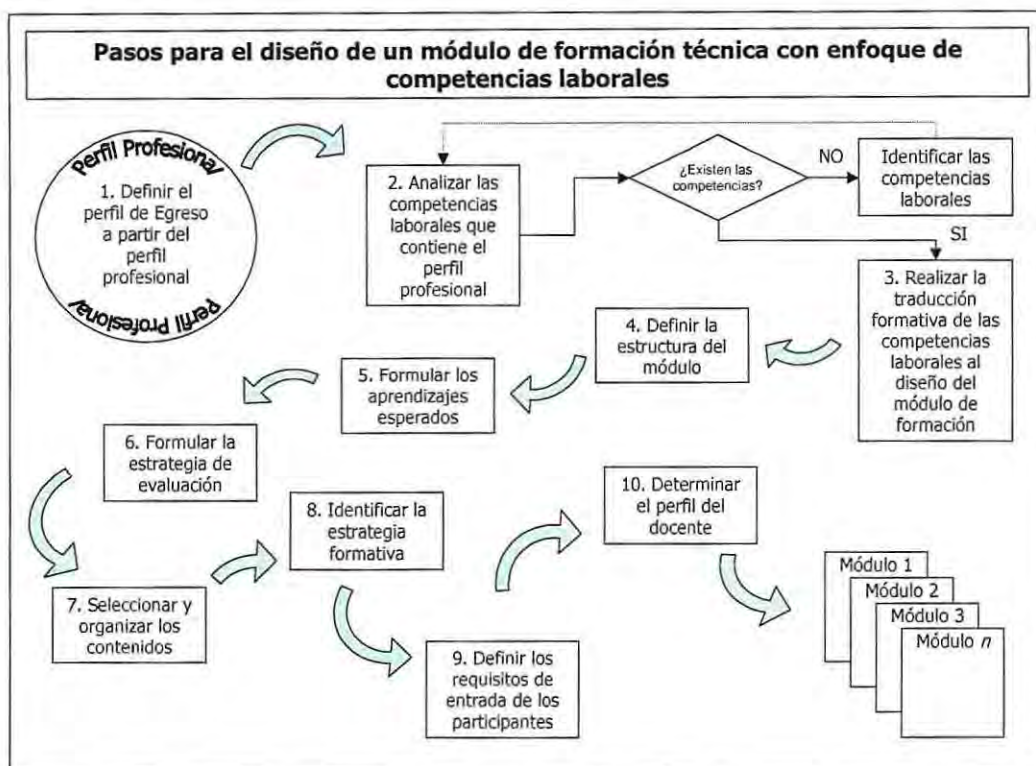 Pasos para el diseño de un módulo de formación técnica con enfoque de
competencias laborales
Perfil Profesional
1. Definir el
perfil de Egreso
a partir del
perfil
profesional
Perfil Profesional
2. Analizar las
competencias
laborales que
contiene el
perfil
profesional
¿Existen las
competencias?
NO
Identificar las
competencias
laborales
SI
3. Realizar la
traducción
formativa de las
competencias
laborales al
diseño del
módulo de
formación
4. Definir la
estructura del
módulo
5. Formular los
aprendizajes
esperados
6. Formular la
estrategia de
evaluación
7. Seleccionar y
organizar los
contenidos
8. Identificar la
estrategia
formativa
9. Definir los
requisitos de
entrada de los
participantes
10. Determinar
el perfil del
docente
Módulo 1
Módulo 2
Módulo 3
Módulo n